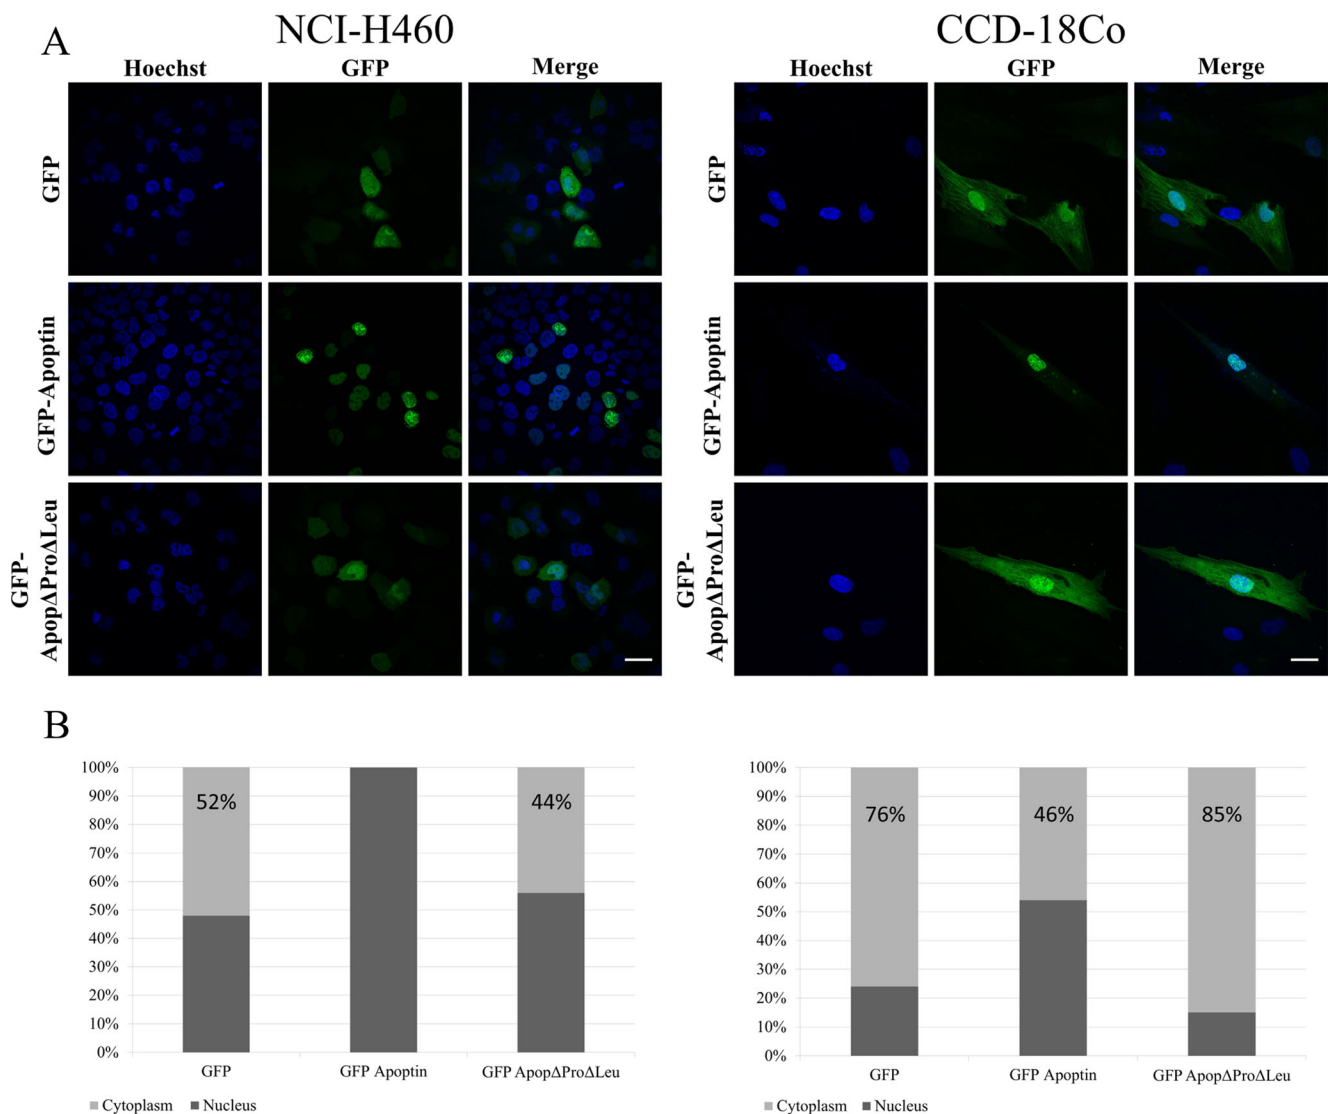 A
NCI-H460
CCD-18Co
Hoechst
GFP
Merge
Hoechst
GFP
Merge
GFP
GFP-Apoptin
GFP-
ApopΔProΔLeu
GFP
GFP-Apoptin
GFP-
ApopΔProΔLeu
B
100%
90%
80%
70%
60%
50%
40%
30%
20%
10%
0%
52%
44%
GFP
GFP Apoptin
GFP ApopΔProΔLeu
Cytoplasm
Nucleus
100%
90%
80%
70%
60%
50%
40%
30%
20%
10%
0%
76%
46%
85%
GFP
GFP Apoptin
GFP ApopΔProΔLeu
Cytoplasm
Nucleus